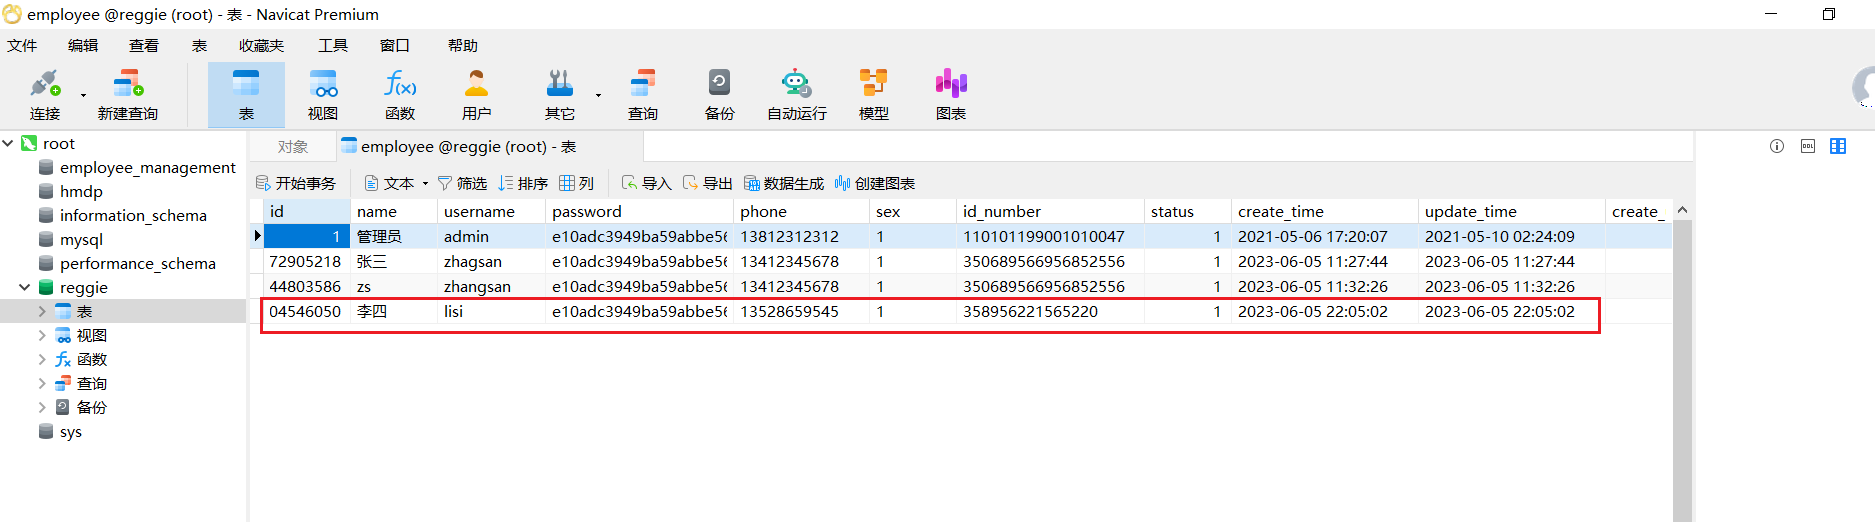 employee @reggie (root) - 表 - Navicat Premium
文件 编辑 查看 表 收藏夹 工具 窗口 帮助
连接 新建查询 表 视图 函数 用户 其它 查询 备份 自动运行 模型 图表
root
employee_management
hmdp
information_schema
mysql
performance_schema
reggie
表
视图
函数
查询
备份
sys
对象 employee @reggie (root) - 表
开始事务 文本 筛选 排序 列 导入 导出 数据生成 创建图表
id name username password phone sex id_number status create_time update_time create_
1 管理员 admin e10adc3949ba59abbe56 13812312312 1 110101199001010047 1 2021-05-06 17:20:07 2021-05-10 02:24:09
72905218 张三 zhagsan e10adc3949ba59abbe56 13412345678 1 350689566956852556 1 2023-06-05 11:27:44 2023-06-05 11:27:44
44803586 zs zhangsan e10adc3949ba59abbe56 13412345678 1 350689566956852556 1 2023-06-05 11:32:26 2023-06-05 11:32:26
04546050 李四 lisi e10adc3949ba59abbe56 13528659545 1 358956221565220 1 2023-06-05 22:05:02 2023-06-05 22:05:02